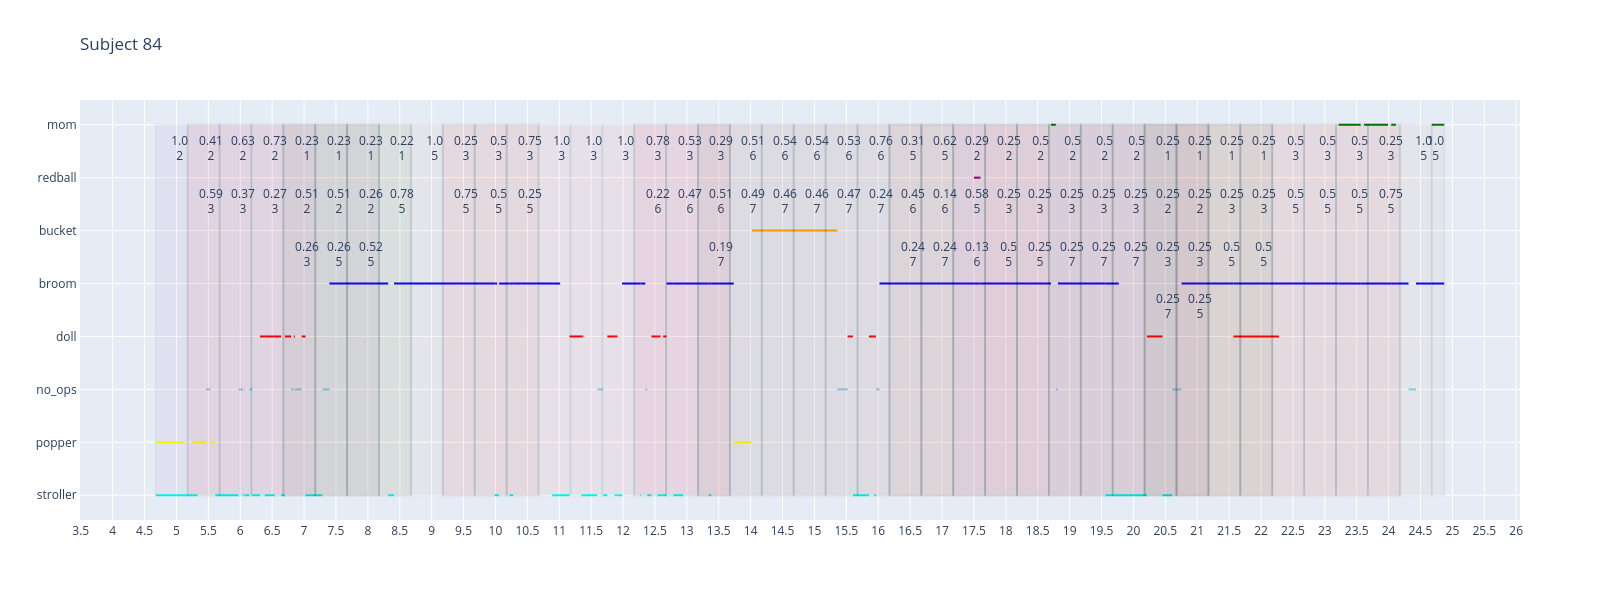 Subject 84
mom
1.0 0.41 0.63 0.73 0.23 0.23 0.23 0.22 1.0 0.25 0.5 0.75 1.0 1.0 1.0 0.78 0.53 0.29 0.51 0.54 0.54 0.53 0.76 0.31 0.62 0.29 0.25 0.5 0.5 0.5 0.5 0.25 0.25 0.25 0.25 0.5 0.5 0.5 0.25 1.0 1.0
2 2 2 2 1 1 1 1 5 3 3 3 3 3 3 3 3 3 6 6 6 6 6 5 5 2 2 2 2 2 2 1 1 1 1 3 3 3 3 5 5
redball
0.59 0.37 0.27 0.51 0.51 0.26 0.78 0.75 0.5 0.25 0.22 0.47 0.51 0.49 0.46 0.46 0.47 0.24 0.45 0.14 0.58 0.25 0.25 0.25 0.25 0.25 0.25 0.25 0.25 0.25 0.5 0.5 0.5 0.75
3 3 3 2 2 2 5 5 5 5 6 6 6 7 7 7 7 7 6 6 5 3 3 3 3 3 2 2 3 3 5 5 5 5
bucket
0.26 0.26 0.52 0.19 0.24 0.24 0.13 0.5 0.25 0.25 0.25 0.25 0.25 0.25 0.5 0.5
3 5 5 7 7 7 6 5 5 7 7 7 3 3 5 5
broom
0.25 0.25
7 5
doll
no_ops
popper
stroller
3.5 4 4.5 5 5.5 6 6.5 7 7.5 8 8.5 9 9.5 10 10.5 11 11.5 12 12.5 13 13.5 14 14.5 15 15.5 16 16.5 17 17.5 18 18.5 19 19.5 20 20.5 21 21.5 22 22.5 23 23.5 24 24.5 25 25.5 26